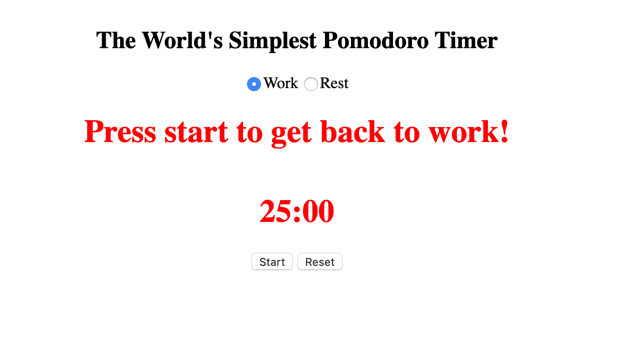 The World's Simplest Pomodoro Timer
Work Rest
Press start to get back to work!
25:00
Start Reset